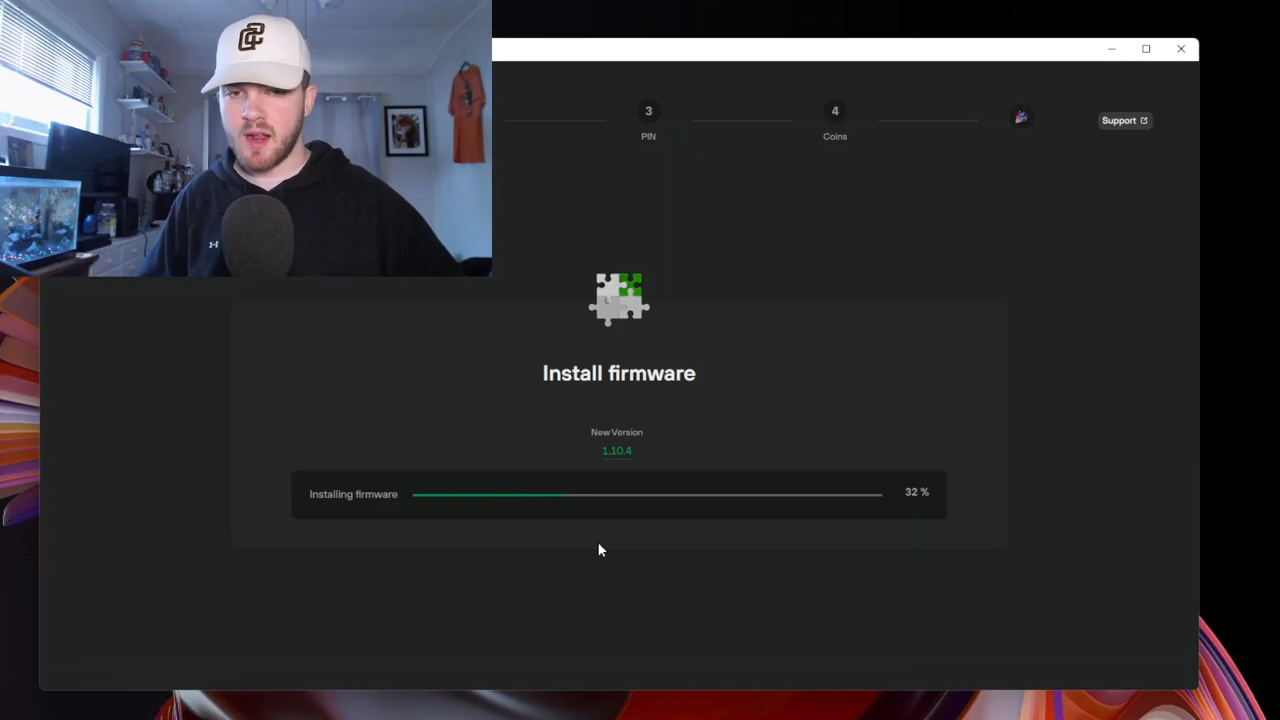 3
4
PIN
Coins
Support
Install firmware
New Version
1.10.4
Installing firmware
32 %